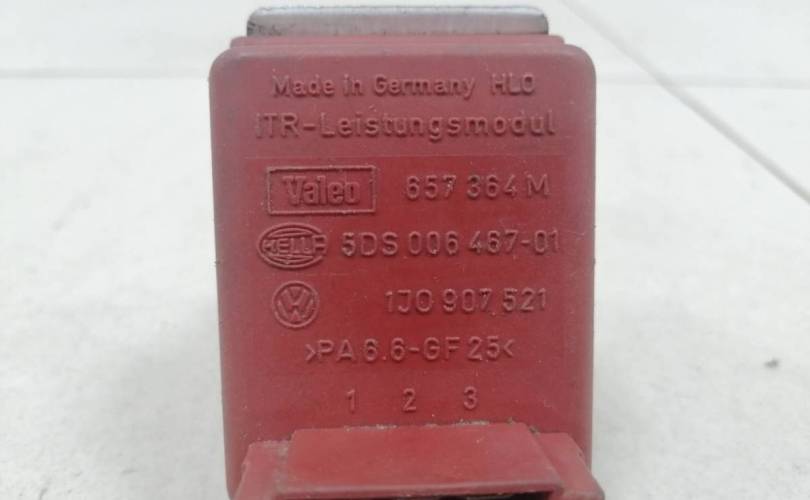 Made in Germany HLO
ITR-Leistungsmodul
Valeo 657 364 M
HELLA 5DS 006 467-01
VW 1J0 907 521
>PA 6.6-GF 25<
1 2 3